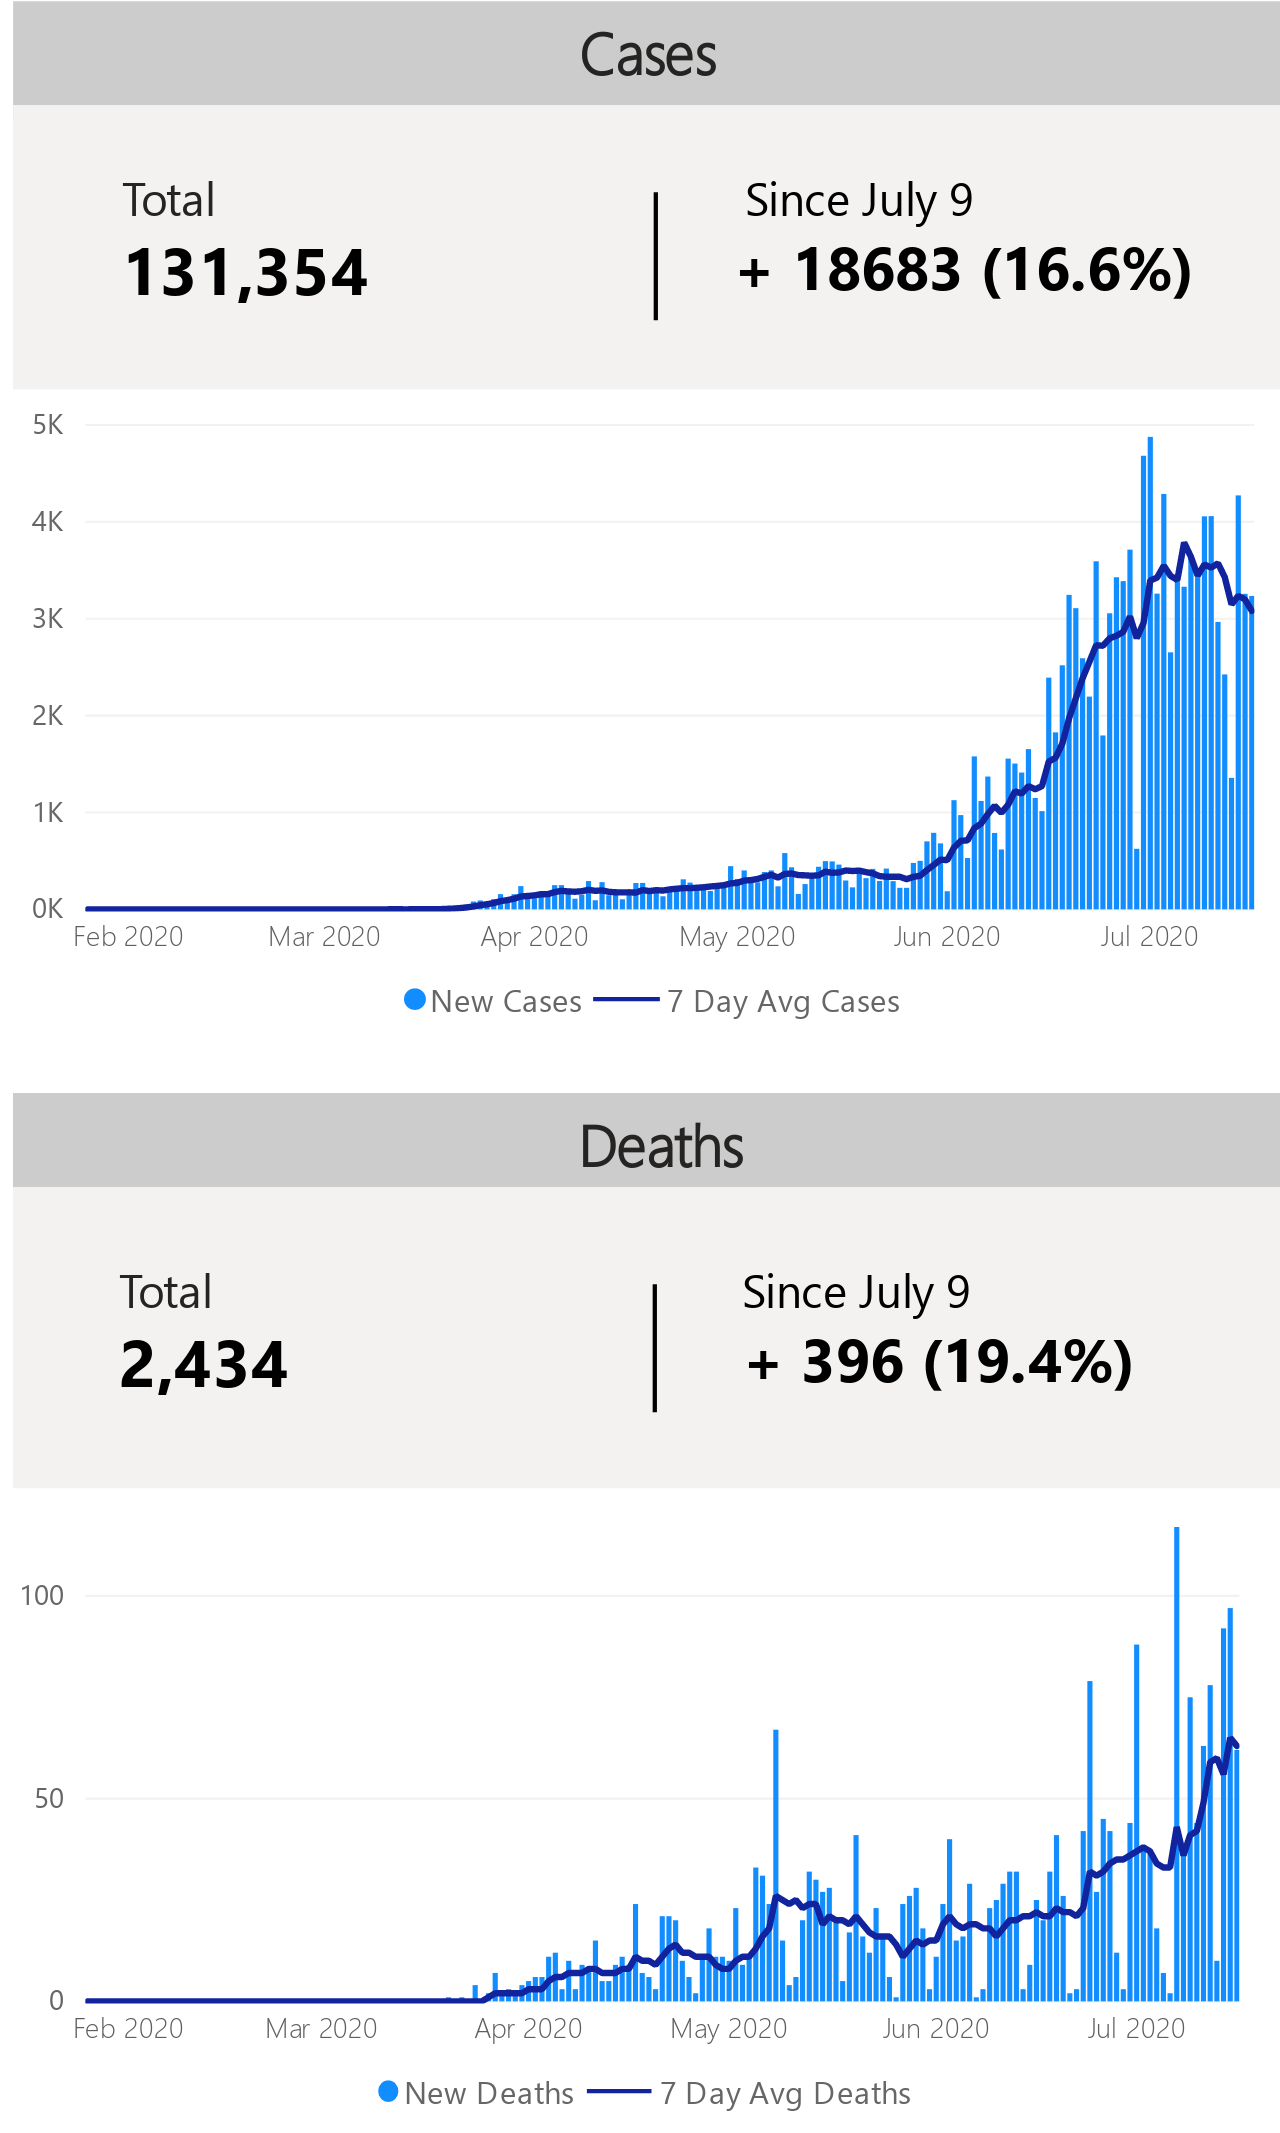 Cases
Total
Since July 9
131,354
+ 18683 (16.6%)
5K
4K
3K
2K
1K
0K
Feb 2020 Mar 2020 Apr 2020 May 2020 Jun 2020 Jul 2020
New Cases 7 Day Avg Cases
Deaths
Total
Since July 9
2,434
+ 396 (19.4%)
100
50
0
Feb 2020 Mar 2020 Apr 2020 May 2020 Jun 2020 Jul 2020
New Deaths 7 Day Avg Deaths